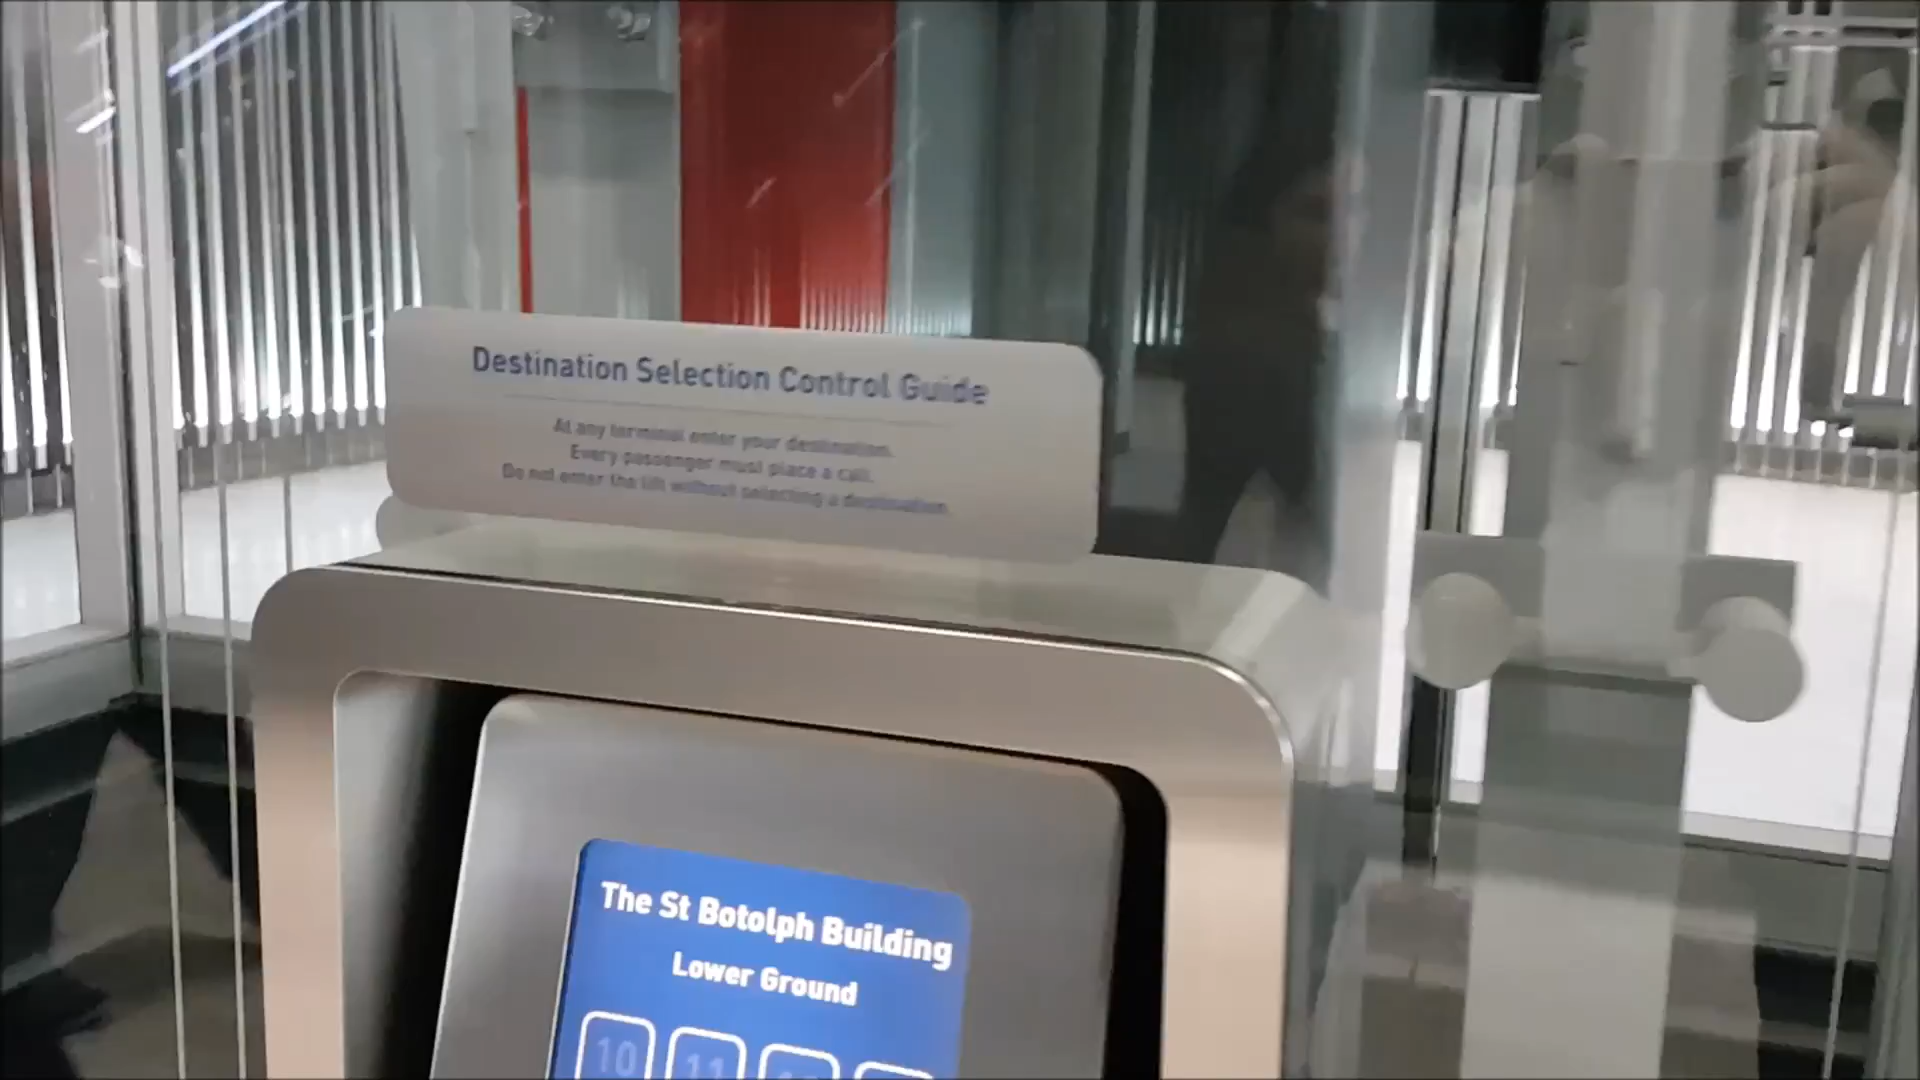 Destination Selection Control Guide
At any terminal enter your destination.
Every passenger must place a call.
Do not enter the lift without selecting a destination.
The St Botolph Building
Lower Ground
10 11